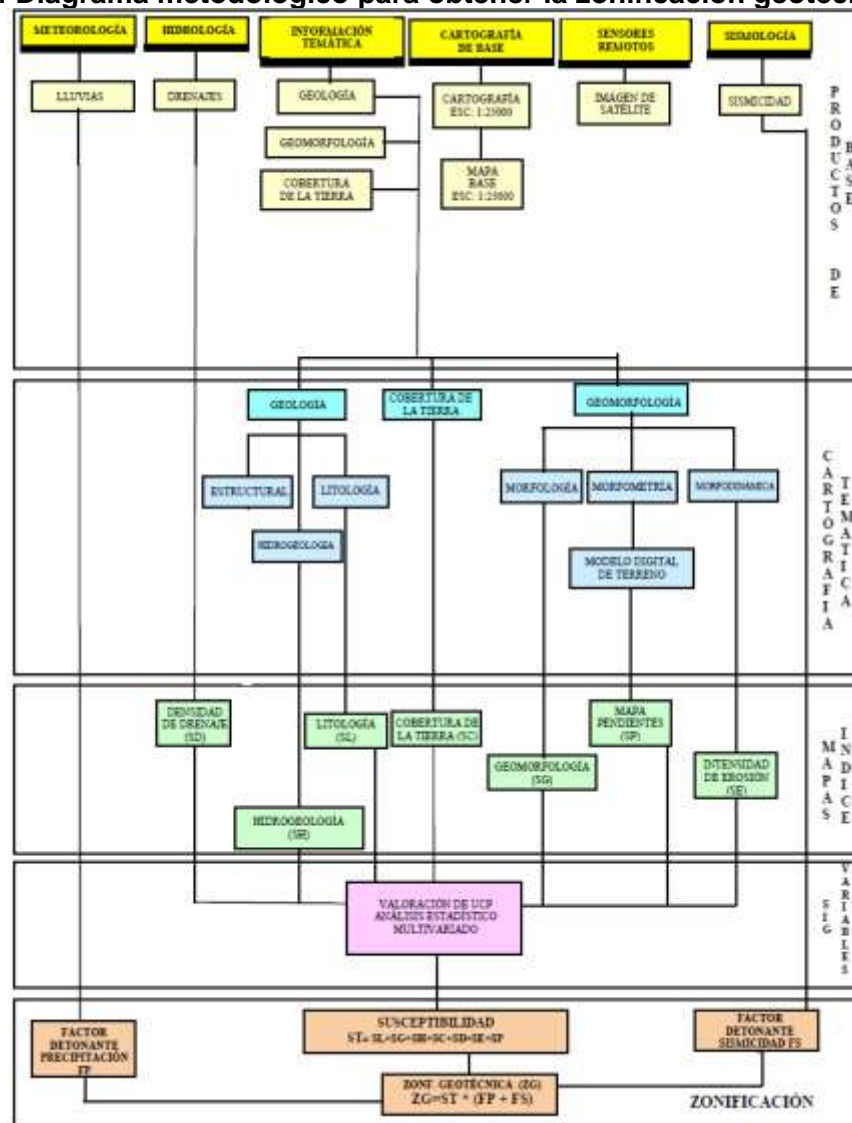 Diagrama metodológico para obtener la zonificación
METEOROLOGÍA
HIDROLOGÍA
INFORMACIÓN
TEMÁTICA
CARTOGRAFÍA
DE BASE
SENSORES
REMOTOS
SISMOLOGÍA
LLUVIAS
DRENAJES
GEOLOGÍA
GEOMORFOLOGÍA
COBERTURA
DE LA TIERRA
CARTOGRAFÍA
ESC. 1:25000
MAPA
BASE
ESC. 1:25000
IMAGEN DE
SATÉLITE
SISMICIDAD
PRODUCTOS DE
BASE
GEOLOGÍA
COBERTURA DE
LA TIERRA
GEOMORFOLOGÍA
ESTRUCTURAL
LITOLOGÍA
HIDROGEOLOGIA
MORFOLOGÍA
MORFOMETRÍA
MORFODINÁMICA
MODELO DIGITAL
DE TERRENO
CARTOGRAFIA
TEMATICA
DENSIDAD
DE DRENAJE
(SD)
LITOLOGÍA
(SL)
COBERTURA DE
LA TIERRA (SC)
MAPA
PENDIENTES
(SP)
GEOMORFOLOGÍA
(SG)
INTENSIDAD
DE EROSIÓN
(SE)
HIDROGEOLOGÍA
(SH)
MAPAS
INDICE
VALORACIÓN DE UCP
ANÁLISIS ESTADÍSTICO
MULTIVARIADO
SIG
VARIABLES
FACTOR
DETONANTE
PRECIPITACIÓN
FP
SUSCEPTIBILIDAD
ST= SL+SG+SH+SC+SD+SE+SP
FACTOR
DETONANTE
SISMICIDAD FS
ZONF. GEOTÉCNICA (ZG)
ZG=ST * (FP + FS)
ZONIFICACIÓN